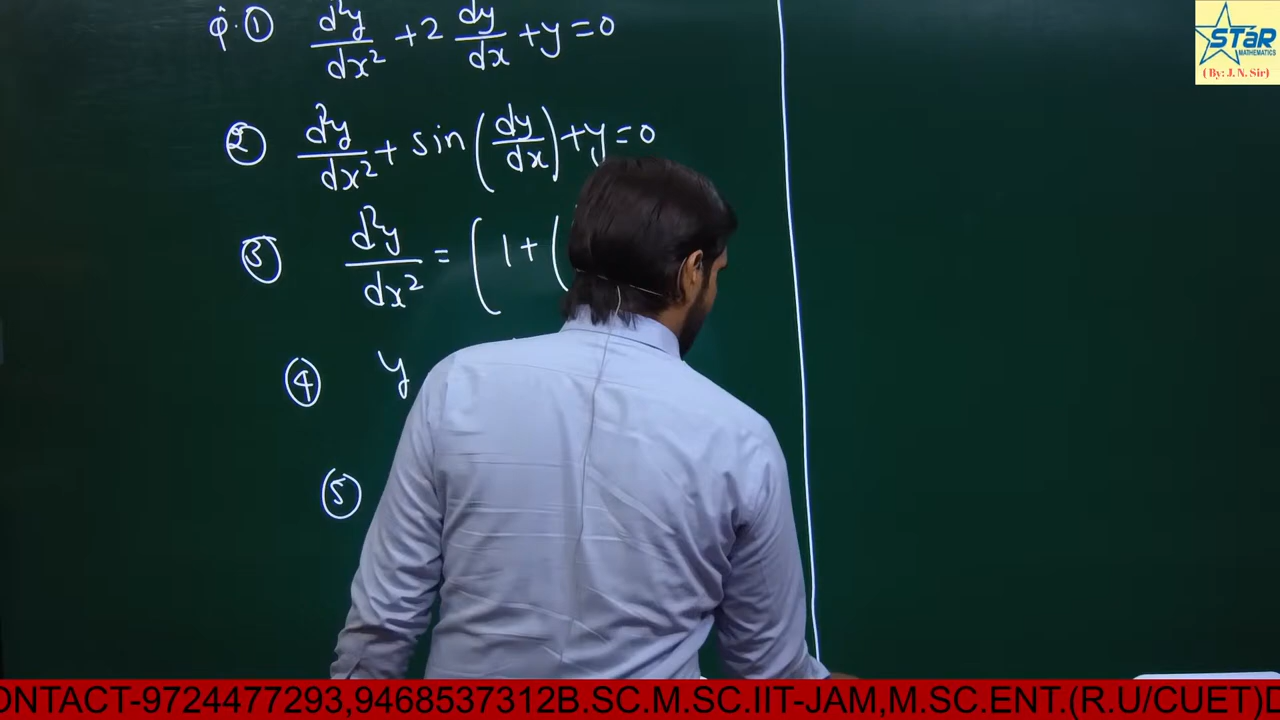 Q.① d²y/dx² + 2 dy/dx + y = 0
② d²y/dx² + sin (dy/dx) + y = 0
③ d²y/dx² = ( 1 + (
④ y
⑤
STaR
MATHEMATICS
( By: J. N. Sir)
ONTACT-9724477293,9468537312B.SC.M.SC.IIT-JAM,M.SC.ENT.(R.U/CUET)D